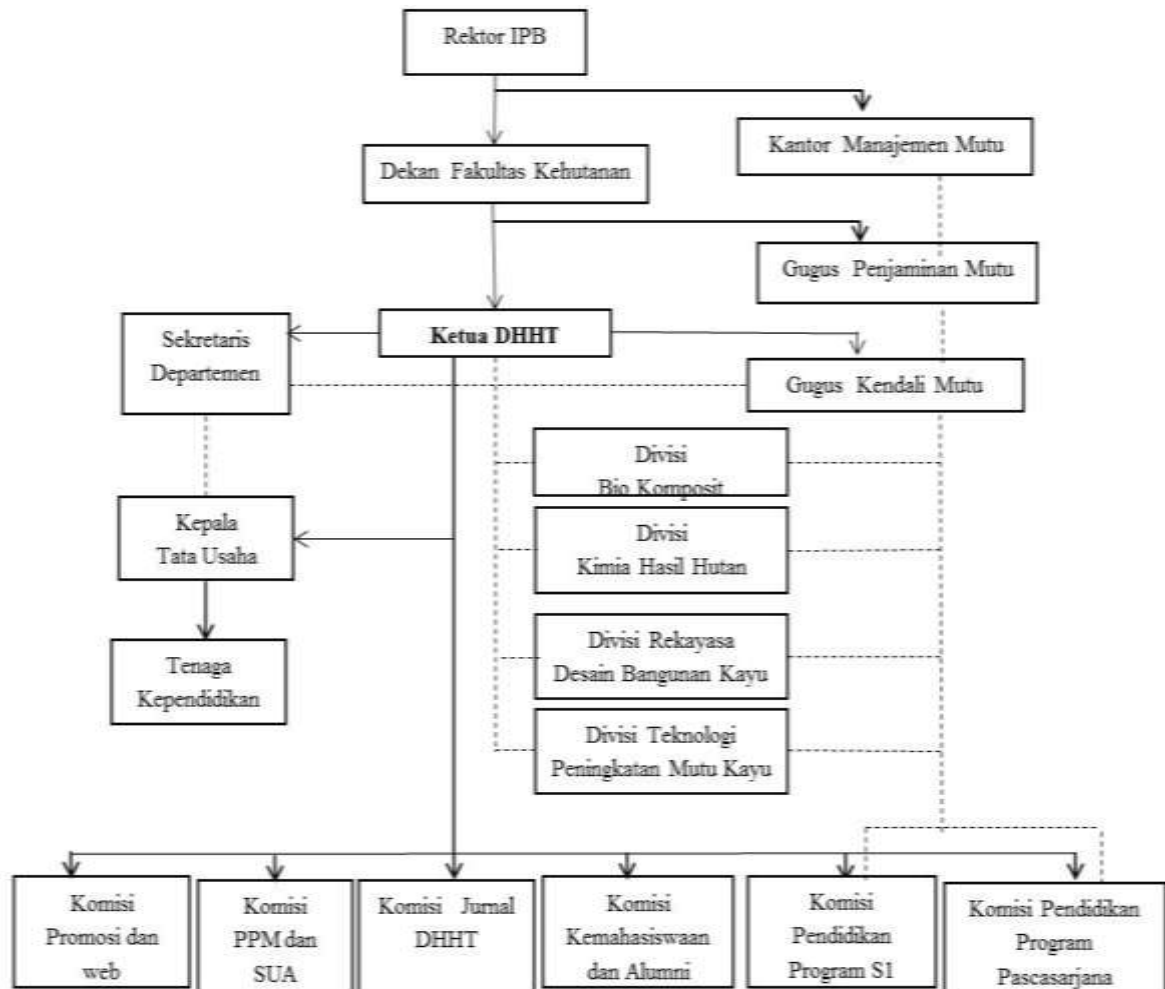 Rektor IPB
Kantor Manajemen Mutu
Dekan Fakultas Kehutanan
Gugus Penjaminan Mutu
Sekretaris
Departemen
Ketua DHHT
Gugus Kendali Mutu
Divisi
Bio Komposit
Kepala
Tata Usaha
Divisi
Kimia Hasil Hutan
Tenaga
Kependidikan
Divisi Rekayasa
Desain Bangunan Kayu
Divisi Teknologi
Peningkatan Mutu Kayu
Komisi
Promosi dan
web
Komisi
PPM dan
SUA
Komisi Jurnal
DHHT
Komisi
Kemahasiswaan
dan Alumni
Komisi
Pendidikan
Program S1
Komisi Pendidikan
Program
Pascasarjana